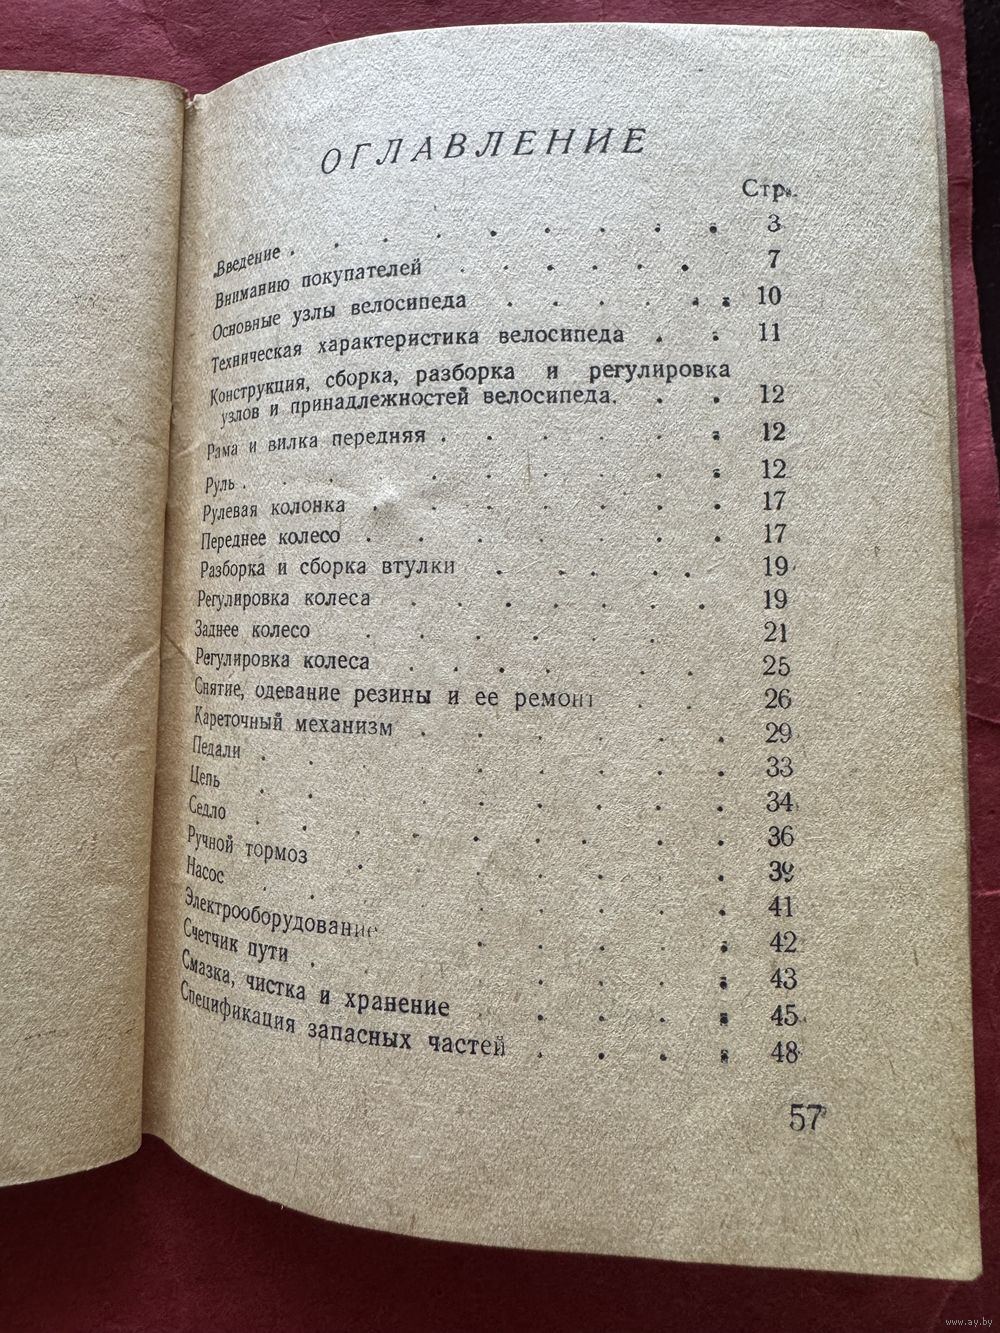 ОГЛАВЛЕНИЕ
Стр.
Введение . . . . . . . . . 3
Вниманию покупателей . . . . . . 7
Основные узлы велосипеда . . . . . 10
Техническая характеристика велосипеда . . 11
Конструкция, сборка, разборка и регулировка
узлов и принадлежностей велосипеда. . . 12
Рама и вилка передняя . . . . . . 12
Руль . . . . . . . . . . 12
Рулевая колонка . . . . . . . 17
Переднее колесо . . . . . . . 17
Разборка и сборка втулки . . . . . 19
Регулировка колеса . . . . . . 19
Заднее колесо . . . . . . 21
Регулировка колеса . . . . . . 25
Снятие, одевание резины и ее ремонт . . 26
Кареточный механизм . . . . . . 29
Педали . . . . . . . . 33
Цепь . . . . . . . . 34
Седло . . . . . . . . 36
Ручной тормоз . . . . . . . 39
Насос . . . . . . . 41
Электрооборудование . . . . . 42
Счетчик пути . . . . . . . 43
Смазка, чистка и хранение . . . . . 45
Спецификация запасных частей . . . . 48
57
www.ay.by